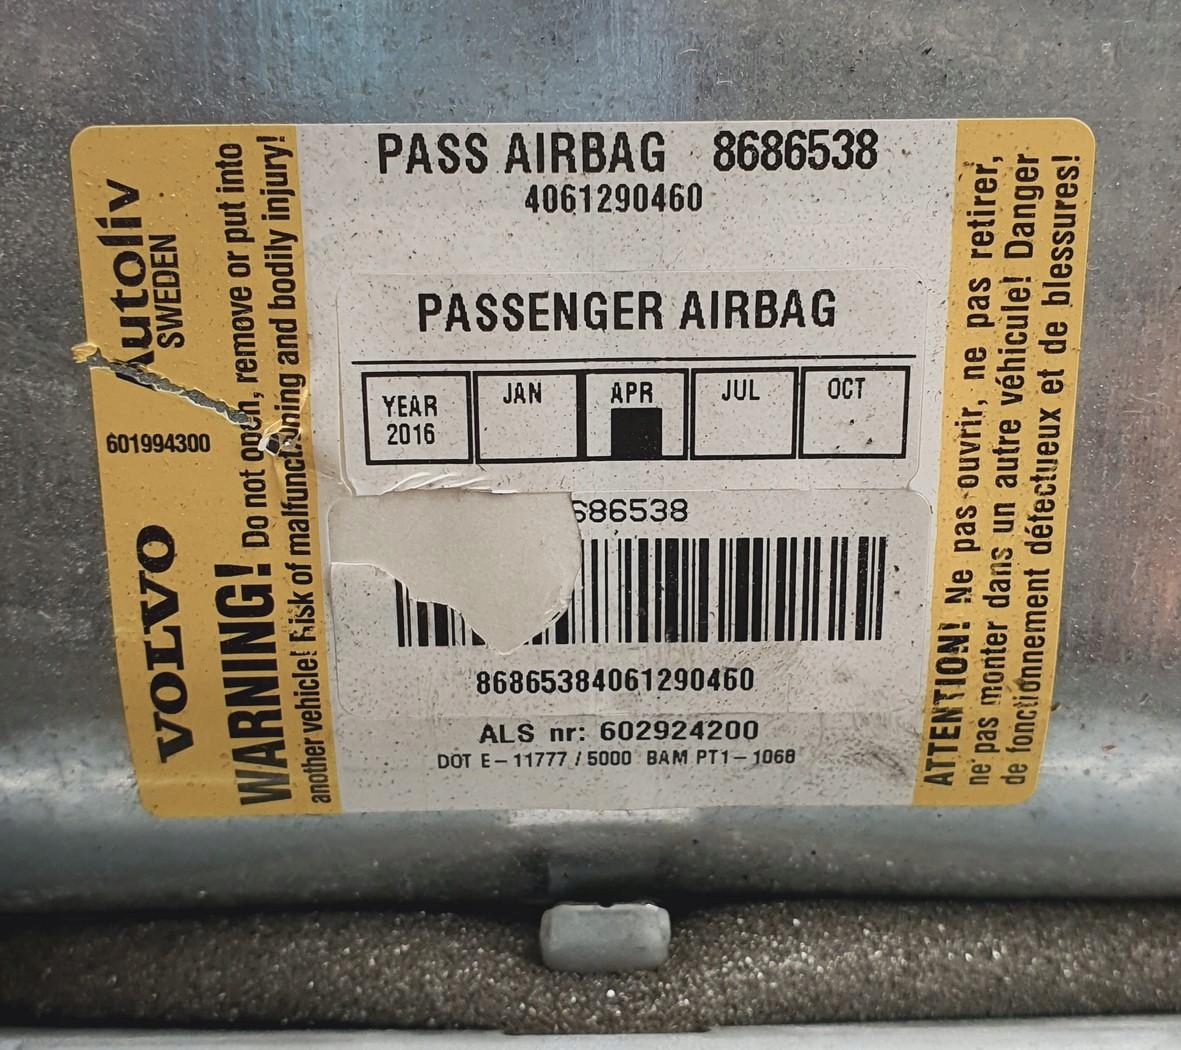 Autoliv
SWEDEN
601994300
VOLVO
WARNING! Do not open, remove or put into
another vehicle! Risk of malfunctioning and bodily injury!
PASS AIRBAG 8686538
4061290460
PASSENGER AIRBAG
YEAR 2016
JAN
APR
JUL
OCT
686538
86865384061290460
ALS nr: 602924200
DOT E-11777 / 5000 BAM PT1-1068
ATTENTION! Ne pas ouvrir, ne pas retirer,
ne pas monter dans un autre véhicule! Danger
de fonctionnement défectueux et de blessures!